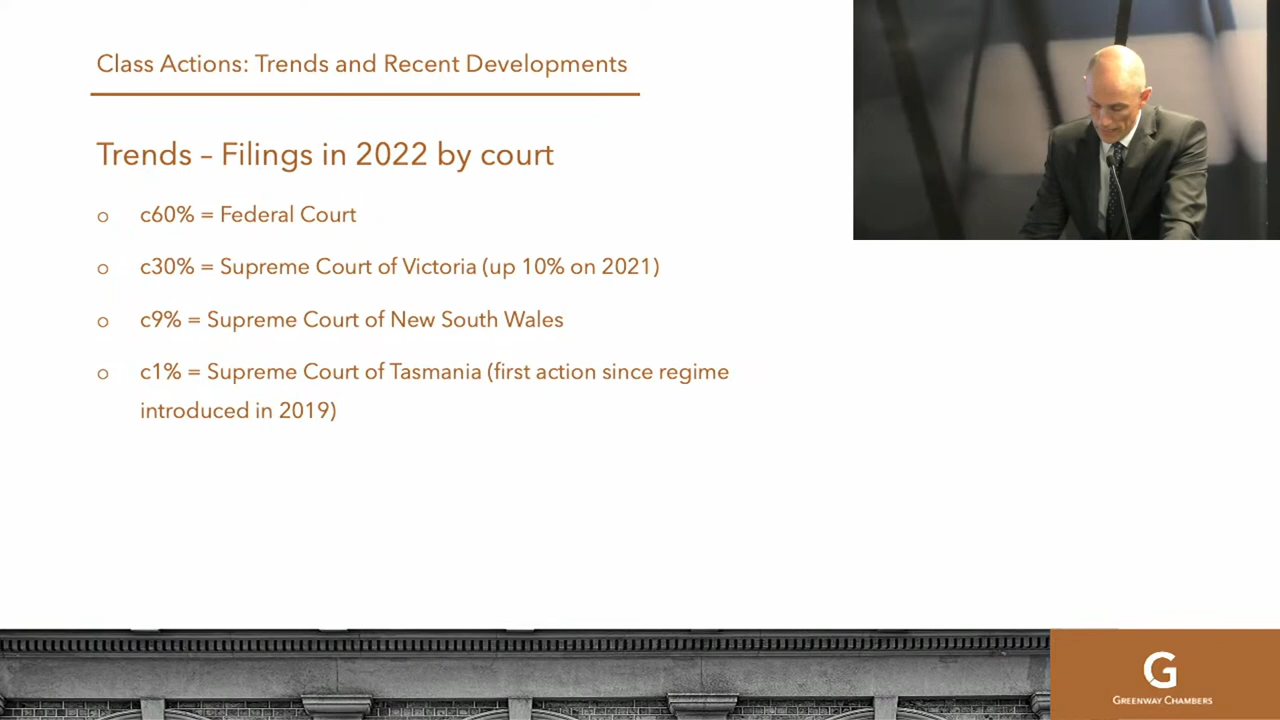 Class Actions: Trends and Recent Developments
Trends – Filings in 2022 by court
o c60% = Federal Court
o c30% = Supreme Court of Victoria (up 10% on 2021)
o c9% = Supreme Court of New South Wales
o c1% = Supreme Court of Tasmania (first action since regime
introduced in 2019)
G
GREENWAY CHAMBERS